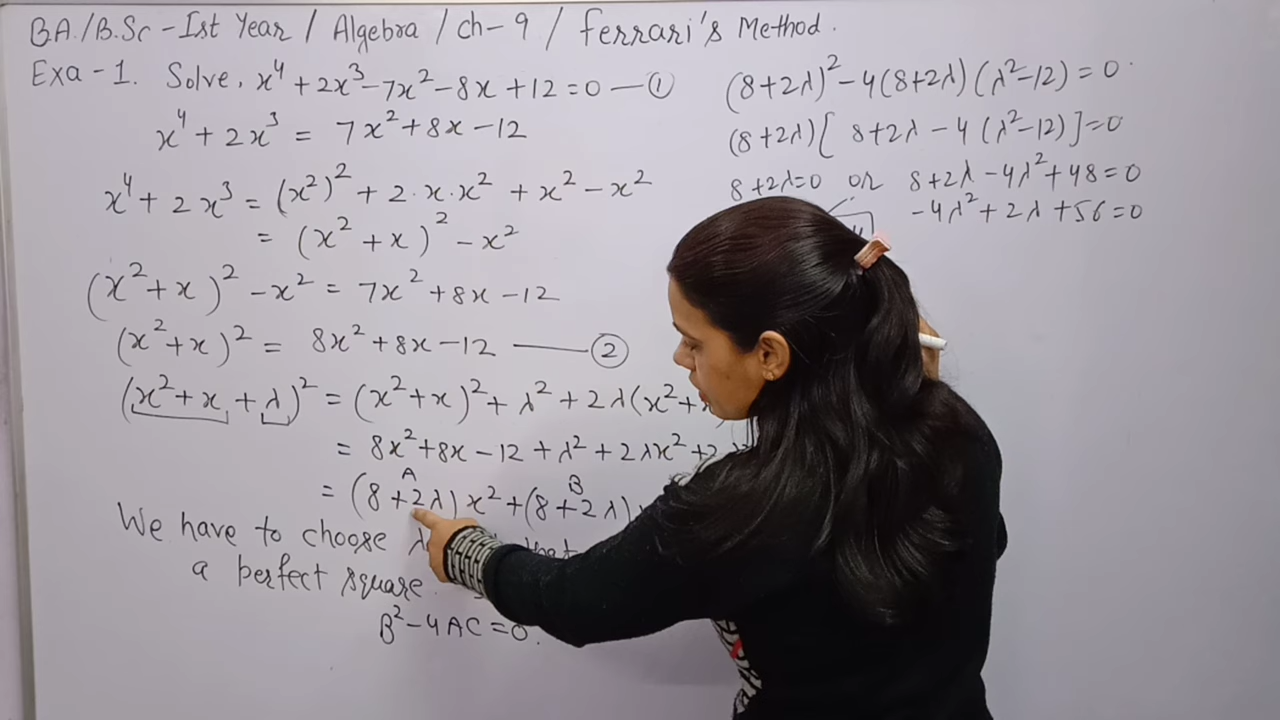 BA./B.Sc - Ist Year / Algebra / ch-9 / Ferrari's Method.
Exa-1. Solve, x⁴ + 2x³ - 7x² - 8x + 12 = 0 — ①
x⁴ + 2x³ = 7x² + 8x - 12
x⁴ + 2x³ = (x²)² + 2·x·x² + x² - x²
= (x² + x)² - x²
(x² + x)² - x² = 7x² + 8x - 12
(x² + x)² = 8x² + 8x - 12 — ②
(x² + x + λ)² = (x² + x)² + λ² + 2λ(x² +
= 8x² + 8x - 12 + λ² + 2λx² + 2
A B
= (8 + 2λ) x² + (8 + 2λ)
We have to choose λ
a perfect square.
B² - 4AC = 0.
(8+2λ)² - 4(8+2λ)(λ²-12) = 0
(8+2λ)[8+2λ - 4(λ²-12)] = 0
8+2λ=0 or 8+2λ-4λ²+48=0
-4λ²+2λ+56=0